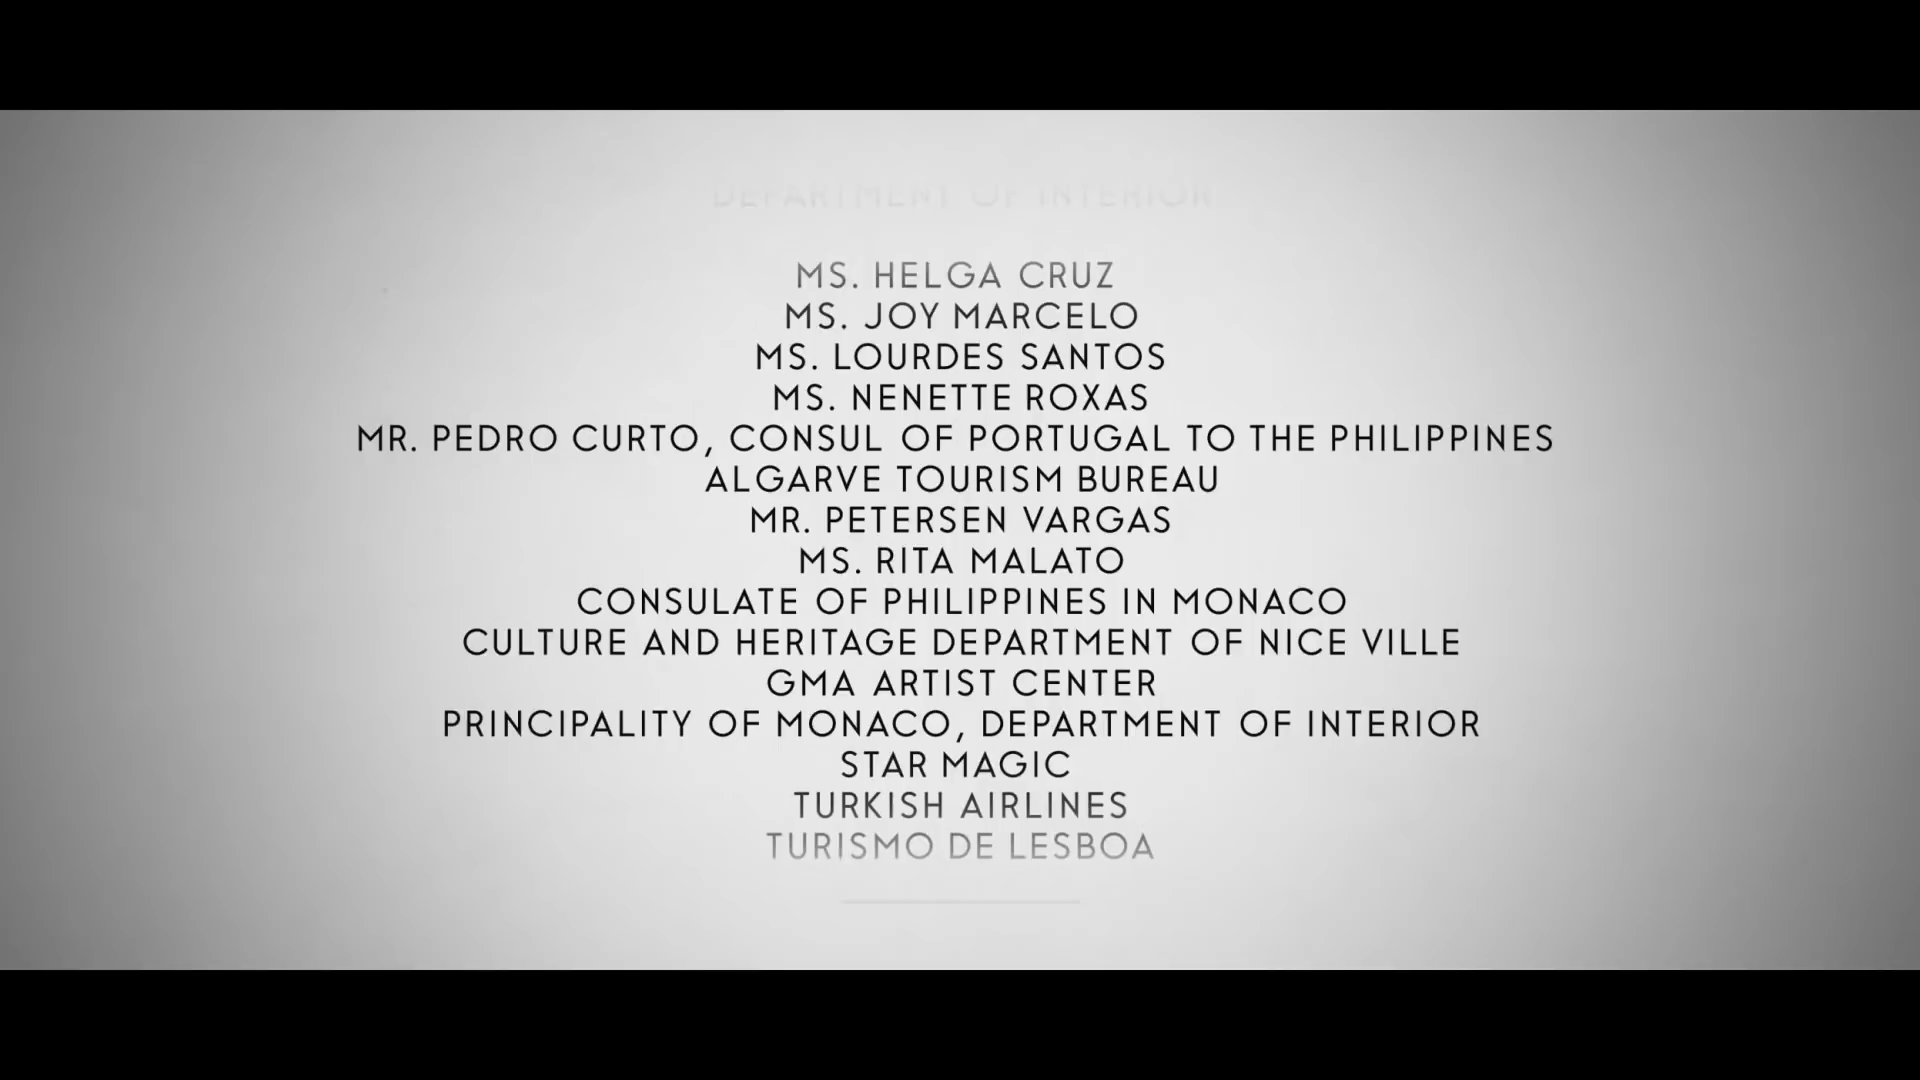 DEPARTMENT OF INTERIOR
MS. HELGA CRUZ
MS. JOY MARCELO
MS. LOURDES SANTOS
MS. NENETTE ROXAS
MR. PEDRO CURTO, CONSUL OF PORTUGAL TO THE PHILIPPINES
ALGARVE TOURISM BUREAU
MR. PETERSEN VARGAS
MS. RITA MALATO
CONSULATE OF PHILIPPINES IN MONACO
CULTURE AND HERITAGE DEPARTMENT OF NICE VILLE
GMA ARTIST CENTER
PRINCIPALITY OF MONACO, DEPARTMENT OF INTERIOR
STAR MAGIC
TURKISH AIRLINES
TURISMO DE LESBOA